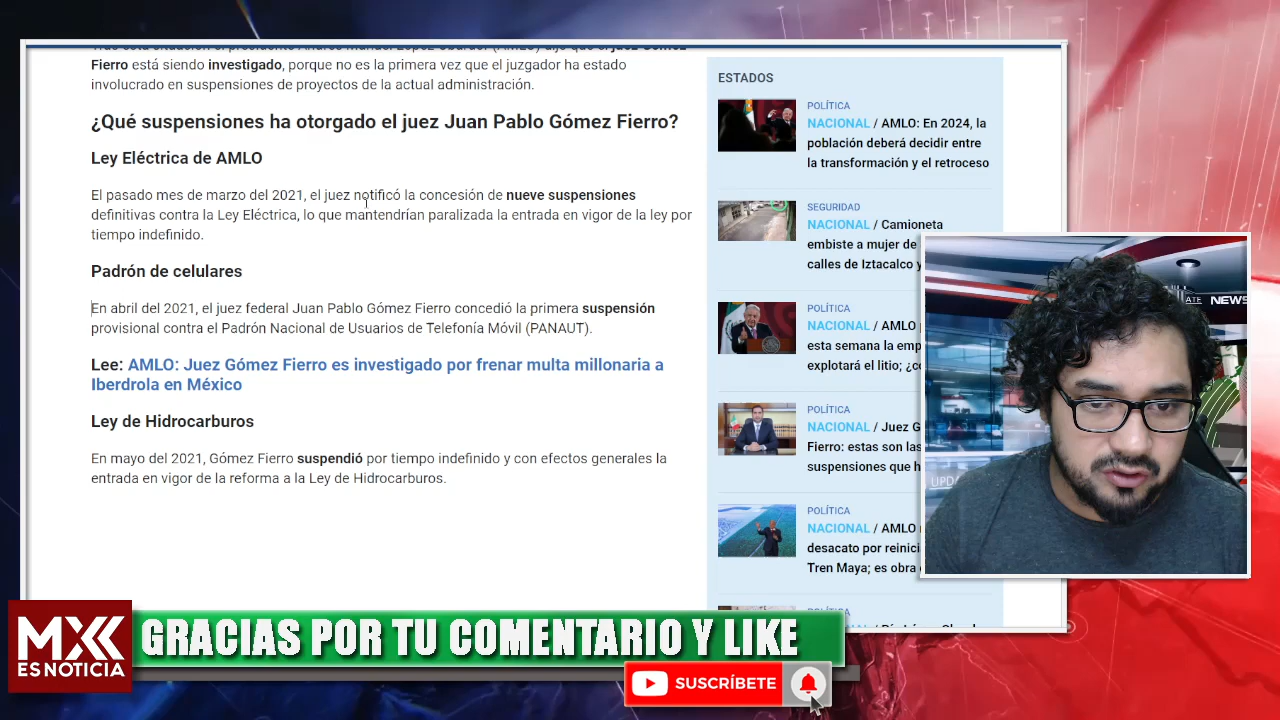 Fierro está siendo investigado, porque no es la primera vez que el juzgador ha estado
involucrado en suspensiones de proyectos de la actual administración.
¿Qué suspensiones ha otorgado el juez Juan Pablo Gómez Fierro?
Ley Eléctrica de AMLO
El pasado mes de marzo del 2021, el juez notificó la concesión de nueve suspensiones
definitivas contra la Ley Eléctrica, lo que mantendrían paralizada la entrada en vigor de la ley por
tiempo indefinido.
Padrón de celulares
En abril del 2021, el juez federal Juan Pablo Gómez Fierro concedió la primera suspensión
provisional contra el Padrón Nacional de Usuarios de Telefonía Móvil (PANAUT).
Lee: AMLO: Juez Gómez Fierro es investigado por frenar multa millonaria a
Iberdrola en México
Ley de Hidrocarburos
En mayo del 2021, Gómez Fierro suspendió por tiempo indefinido y con efectos generales la
entrada en vigor de la reforma a la Ley de Hidrocarburos.
ESTADOS
POLÍTICA
NACIONAL / AMLO: En 2024, la
población deberá decidir entre
la transformación y el retroceso
SEGURIDAD
NACIONAL / Camioneta
embiste a mujer de
calles de Iztacalco y
POLÍTICA
NACIONAL / AMLO
esta semana la emp
explotará el litio; ¿co
POLÍTICA
NACIONAL / Juez G
Fierro: estas son las
suspensiones que h
POLÍTICA
NACIONAL / AMLO
desacato por reinici
Tren Maya; es obra
ATE NEWS
UPD
MX
ES NOTICIA
GRACIAS POR TU COMENTARIO Y LIKE
SUSCRÍBETE